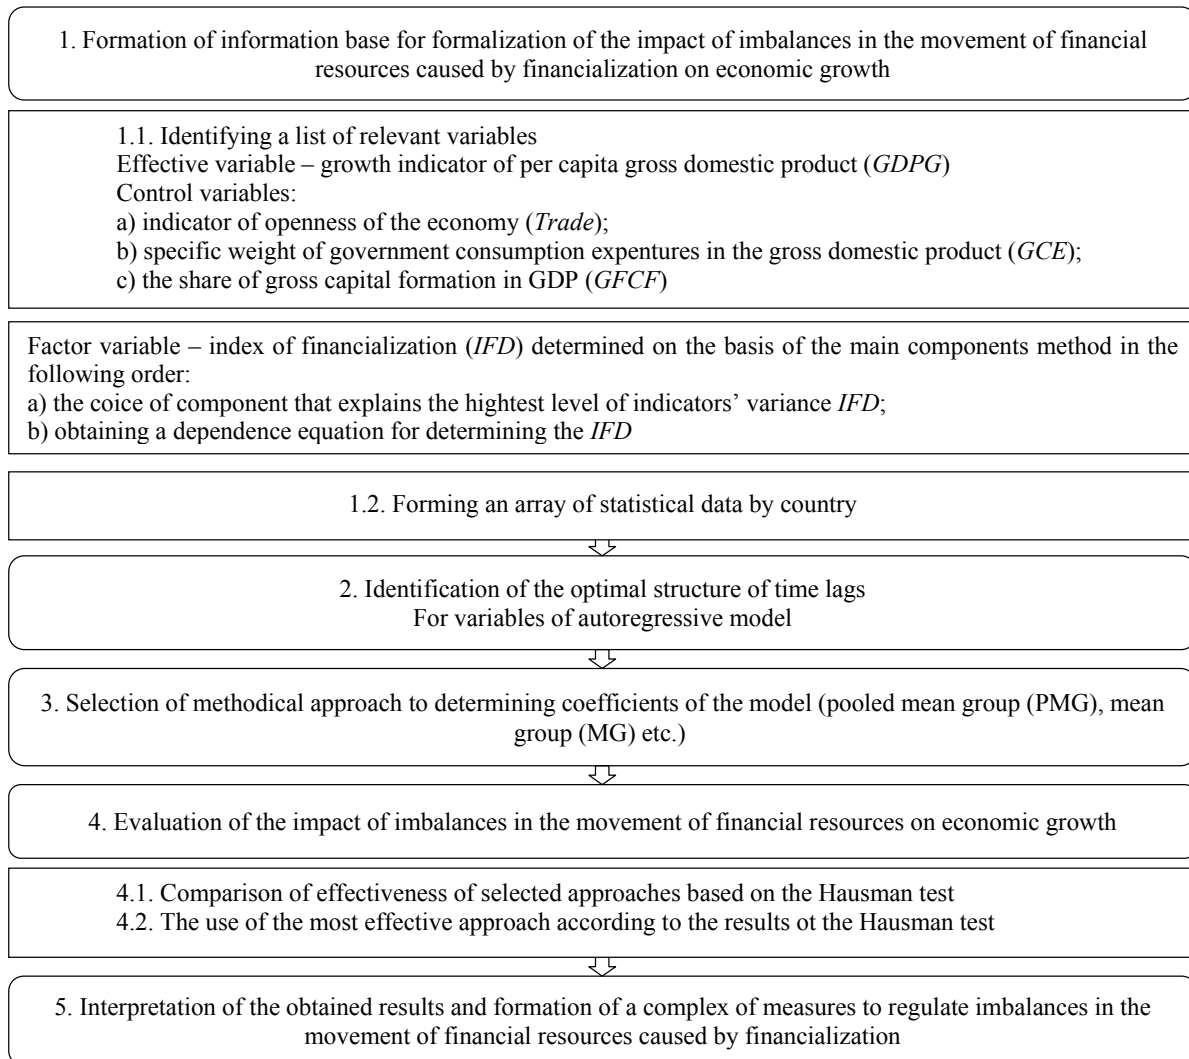 1. Formation of information base for formalization of the impact of imbalances in the movement of financial
resources caused by financialization on economic growth
1.1. Identifying a list of relevant variables
Effective variable – growth indicator of per capita gross domestic product (GDPG)
Control variables:
a) indicator of openness of the economy (Trade);
b) specific weight of government consumption expentures in the gross domestic product (GCE);
c) the share of gross capital formation in GDP (GFCF)
Factor variable – index of financialization (IFD) determined on the basis of the main components method in the
following order:
a) the coice of component that explains the highest level of indicators’ variance IFD;
b) obtaining a dependence equation for determining the IFD
1.2. Forming an array of statistical data by country
2. Identification of the optimal structure of time lags
For variables of autoregressive model
3. Selection of methodical approach to determining coefficients of the model (pooled mean group (PMG), mean
group (MG) etc.)
4. Evaluation of the impact of imbalances in the movement of financial resources on economic growth
4.1. Comparison of effectiveness of selected approaches based on the Hausman test
4.2. The use of the most effective approach according to the results ot the Hausman test
5. Interpretation of the obtained results and formation of a complex of measures to regulate imbalances in the
movement of financial resources caused by financialization